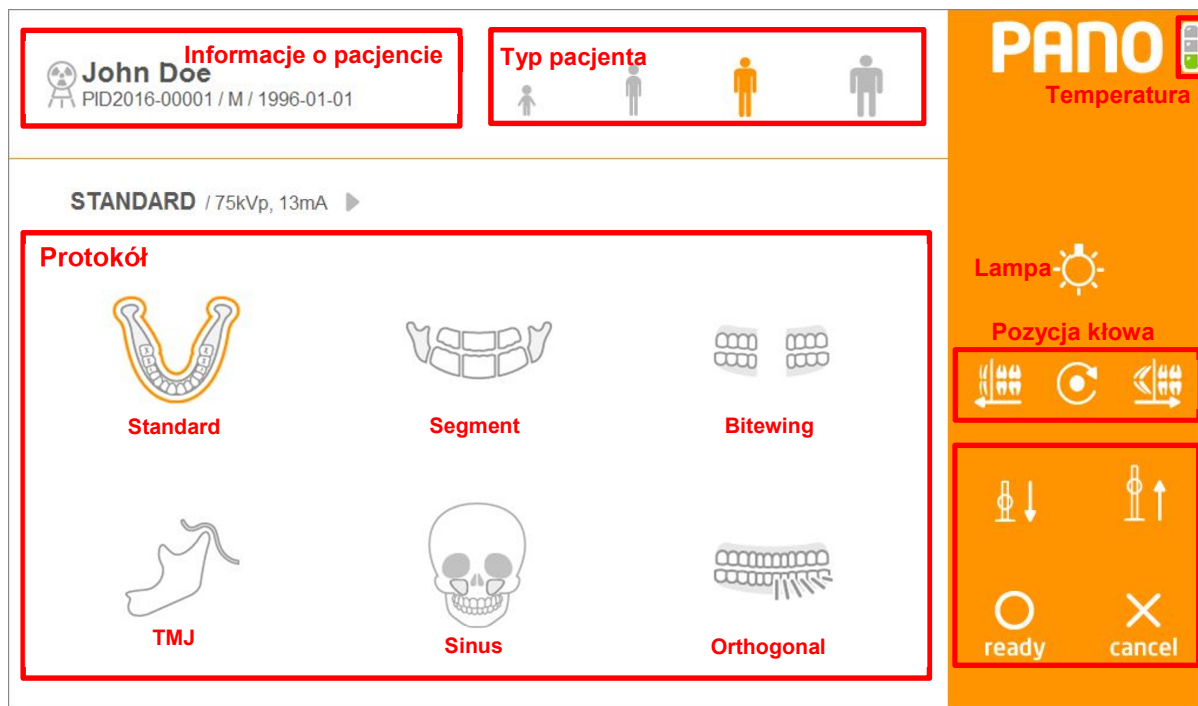 Informacje o pacjencie
John Doe
PID2016-00001 / M / 1996-01-01
Typ pacjenta
PANO
Temperatura
STANDARD / 75kVp, 13mA
Protokół
Lampa
Pozycja kłowa
Standard
Segment
Bitewing
TMJ
Sinus
Orthogonal
ready
cancel